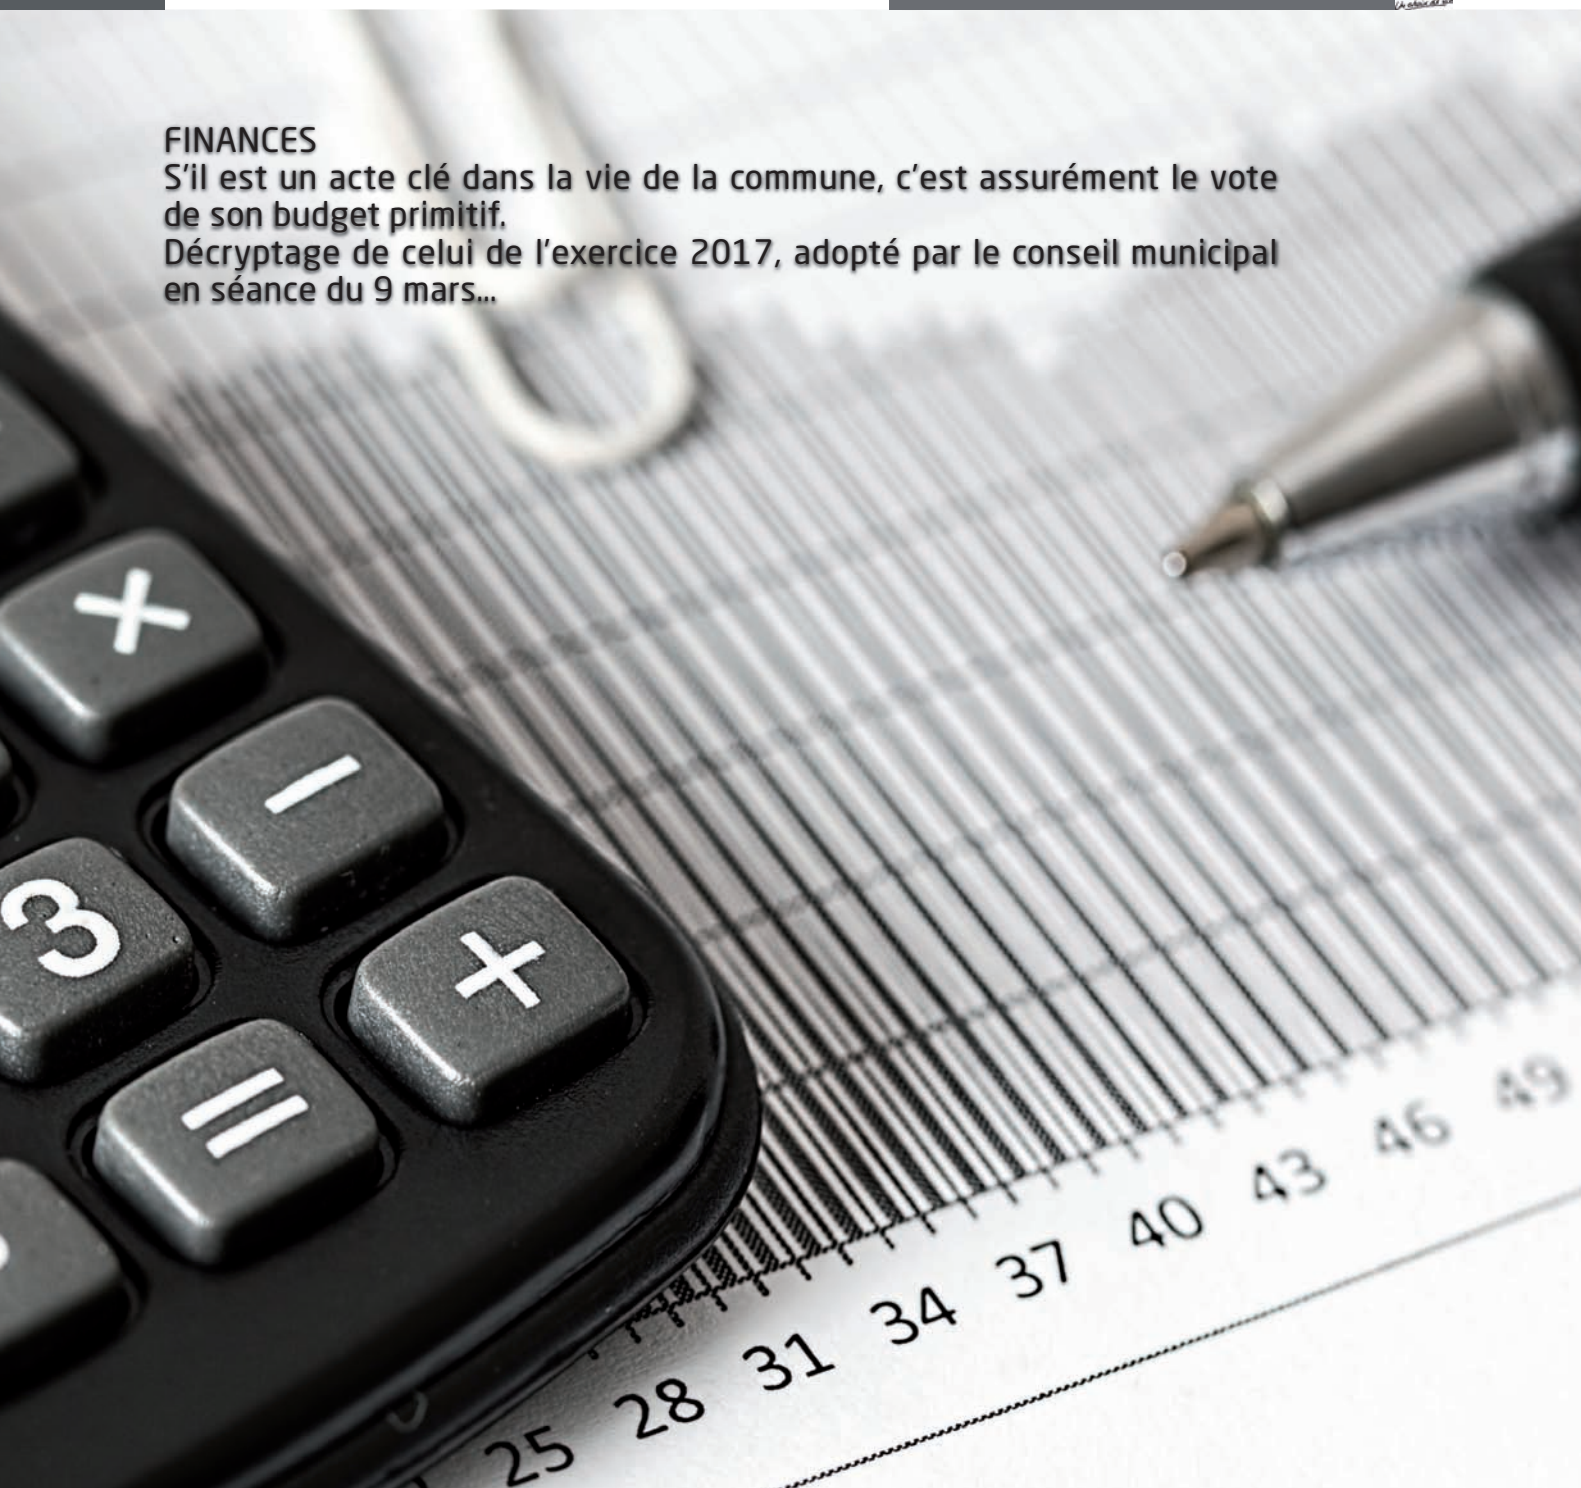 FINANCES
S'il est un acte clé dans la vie de la commune, c'est assurément le vote
de son budget primitif.
Décryptage de celui de l'exercice 2017, adopté par le conseil municipal
en séance du 9 mars...
×
−
3
+
=
25 28 31 34 37 40 43 46 49